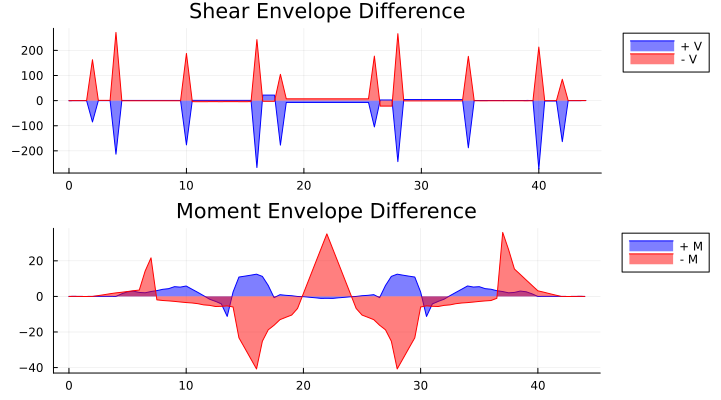 Shear Envelope Difference
200
100
0
−100
−200
0 10 20 30 40
+ V
- V
Moment Envelope Difference
20
0
−20
−40
0 10 20 30 40
+ M
- M